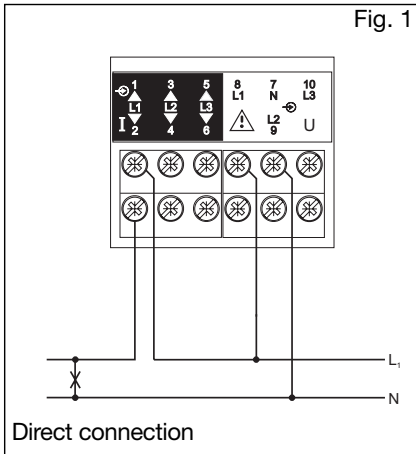 Fig. 1
1 3 5 8 7 10
L1 N L3
L1 L2 L3
I L2 U
2 4 6 9
L₁
N
Direct connection